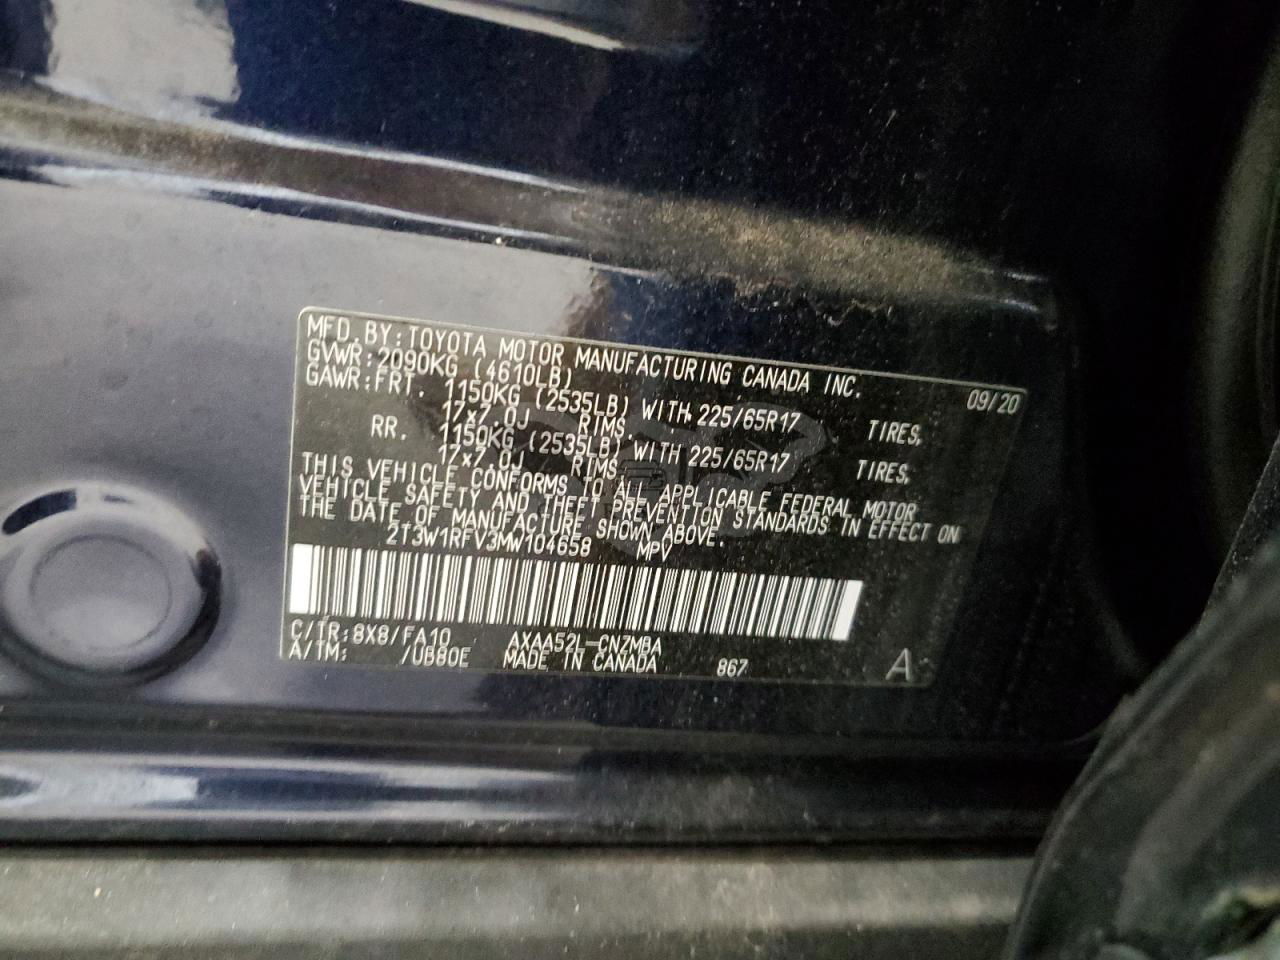 MFD. BY: TOYOTA MOTOR MANUFACTURING CANADA INC. 09/20
GVWR: 2090KG (4610LB)
GAWR: FRT. 1150KG (2535LB) WITH 225/65R17 TIRES,
17x7.0J RIMS.
RR. 1150KG (2535LB) WITH 225/65R17 TIRES,
17x7.0J RIMS
THIS VEHICLE CONFORMS TO ALL APPLICABLE FEDERAL MOTOR
VEHICLE SAFETY AND THEFT PREVENTION STANDARDS IN EFFECT ON
THE DATE OF MANUFACTURE SHOWN ABOVE.
2T3W1RFV3MW104658 MPV
C/TR: 8X8/FA10 AXAA52L-CNZMBA
A/TM: /UB80E MADE IN CANADA 867 A